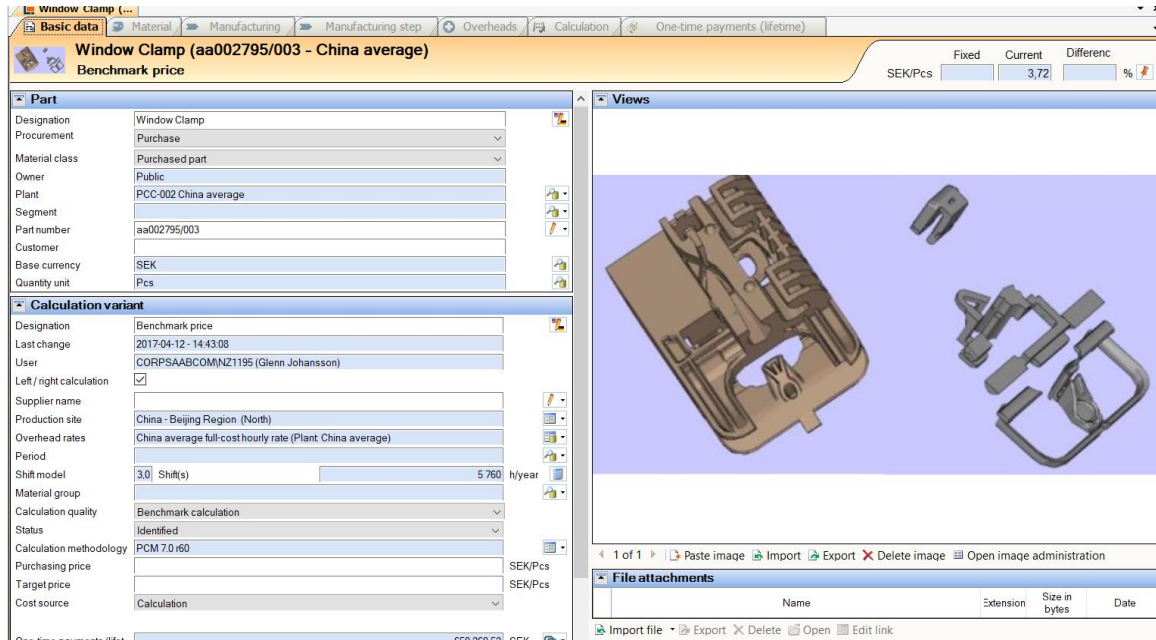 Window Clamp (...
Basic data Material Manufacturing Manufacturing step Overheads Calculation One-time payments (lifetime)
Window Clamp (aa002795/003 - China average)
Benchmark price
Fixed Current Differenc
SEK/Pcs 3,72 %
Part
Designation Window Clamp
Procurement Purchase
Material class Purchased part
Owner Public
Plant PCC-002 China average
Segment
Part number aa002795/003
Customer
Base currency SEK
Quantity unit Pcs
Calculation variant
Designation Benchmark price
Last change 2017-04-12 - 14:43:08
User CORPSAABCOM\NZ1195 (Glenn Johansson)
Left / right calculation
Supplier name
Production site China - Beijing Region (North)
Overhead rates China average full-cost hourly rate (Plant: China average)
Period
Shift model 3,0 Shift(s) 5 760 h/year
Material group
Calculation quality Benchmark calculation
Status Identified
Calculation methodology PCM 7.0 r60
Purchasing price SEK/Pcs
Target price SEK/Pcs
Cost source Calculation
Views
1 of 1 Paste image Import Export Delete image Open image administration
File attachments
Name Extension Size in bytes Date
Import file Export Delete Open Edit link